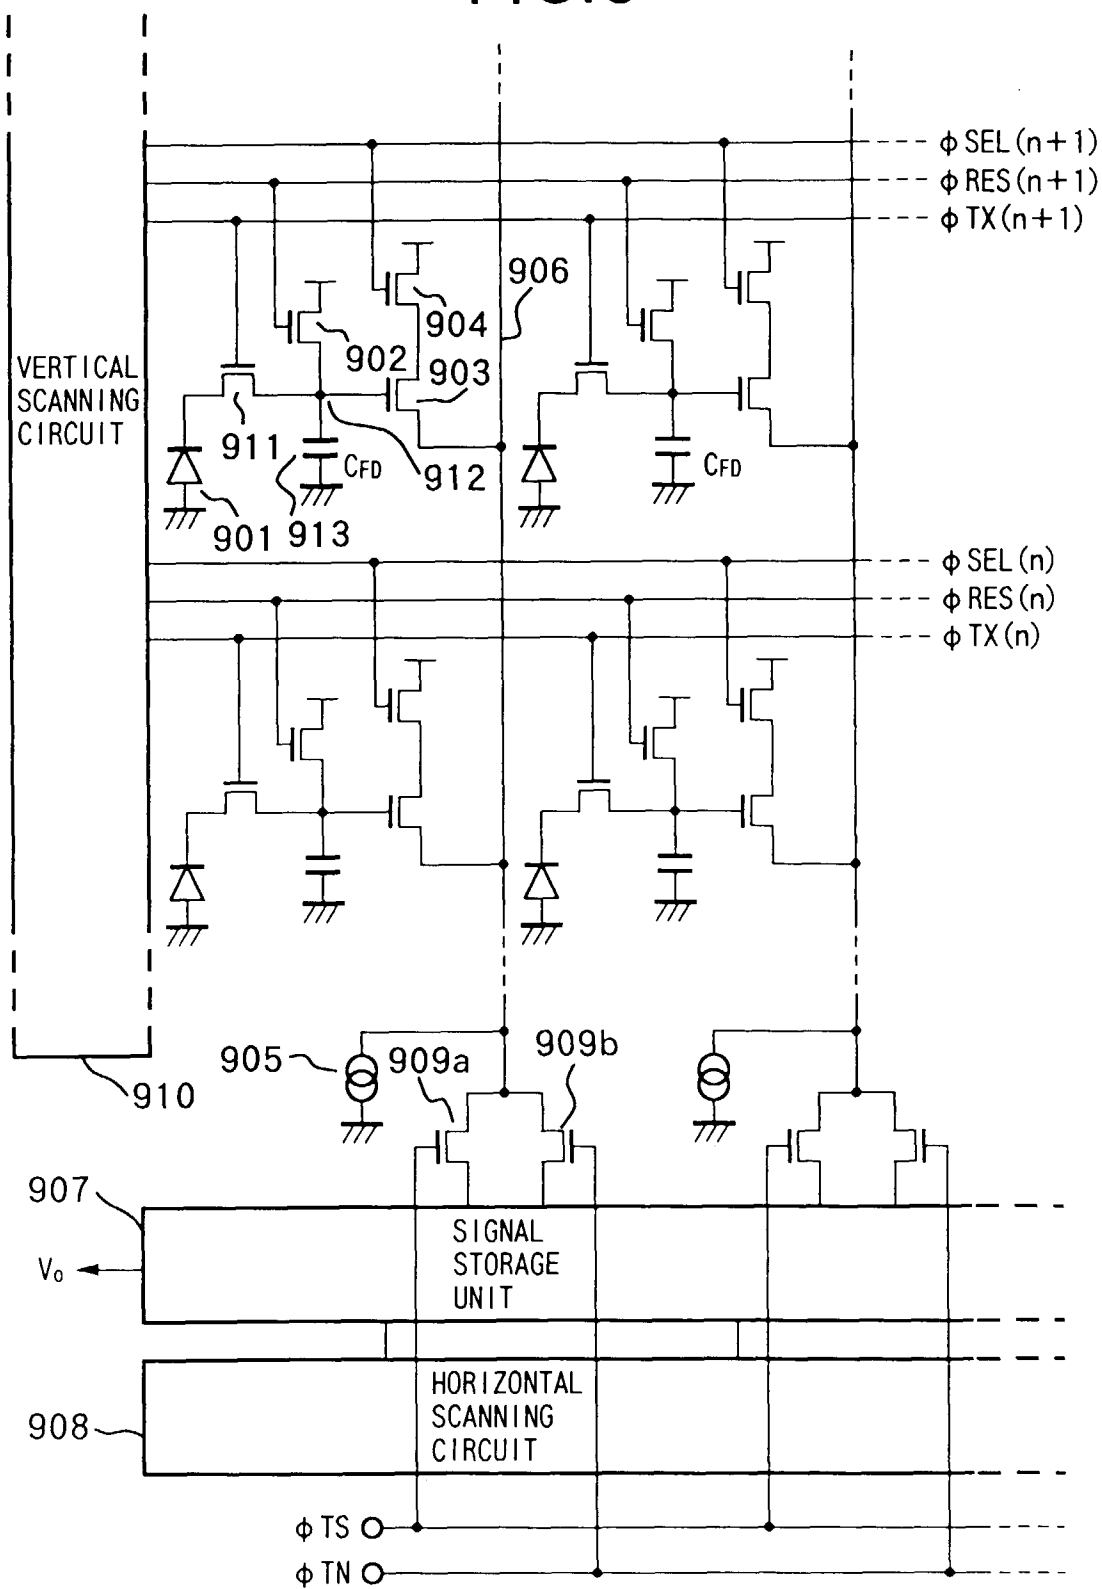 φSEL(n+1)
φRES(n+1)
φTX(n+1)
906
904
902
903
VERTICAL
SCANNING
CIRCUIT
911
CFD
912
CFD
901
913
φSEL(n)
φRES(n)
φTX(n)
905
909a
909b
910
907
SIGNAL
STORAGE
UNIT
Vo
HORIZONTAL
SCANNING
CIRCUIT
908
φTS
φTN